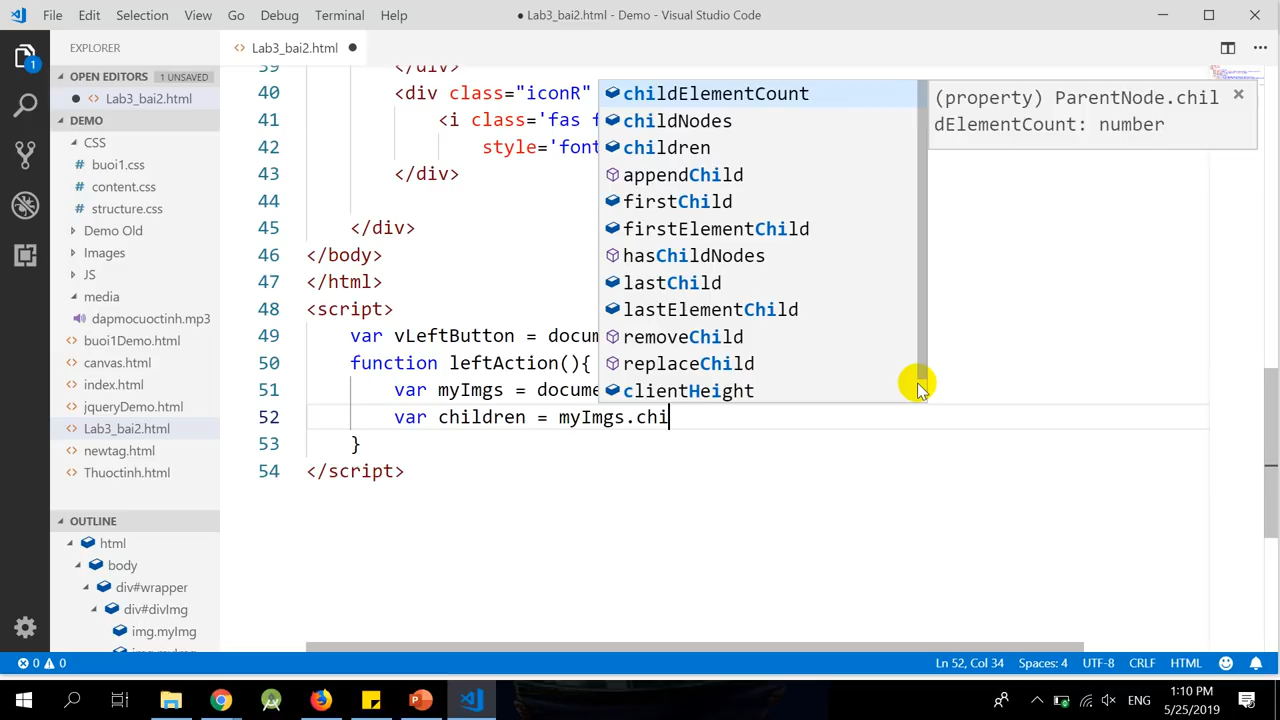 File Edit Selection View Go Debug Terminal Help
● Lab3_bai2.html - Demo - Visual Studio Code
EXPLORER
OPEN EDITORS 1 UNSAVED
● <> Lab3_bai2.html
DEMO
CSS
# buoi1.css
# content.css
# structure.css
Demo Old
Images
JS
media
dapmocuoctinh.mp3
<> buoi1Demo.html
<> canvas.html
<> index.html
<> jqueryDemo.html
<> Lab3_bai2.html
<> newtag.html
<> Thuoctinh.html
OUTLINE
html
body
div#wrapper
div#divImg
img.myImg
1
<> Lab3_bai2.html ●
39 </div>
40 <div class="iconR"
41 <i class='fas f
42 style='font
43 </div>
44
45 </div>
46 </body>
47 </html>
48 <script>
49 var vLeftButton = docum
50 function leftAction(){
51 var myImgs = docume
52 var children = myImgs.chi
53 }
54 </script>
childElementCount
childNodes
children
appendChild
firstChild
firstElementChild
hasChildNodes
lastChild
lastElementChild
removeChild
replaceChild
clientHeight
(property) ParentNode.chil
dElementCount: number
0 0
Ln 52, Col 34 Spaces: 4 UTF-8 CRLF HTML
ENG
1:10 PM
5/25/2019